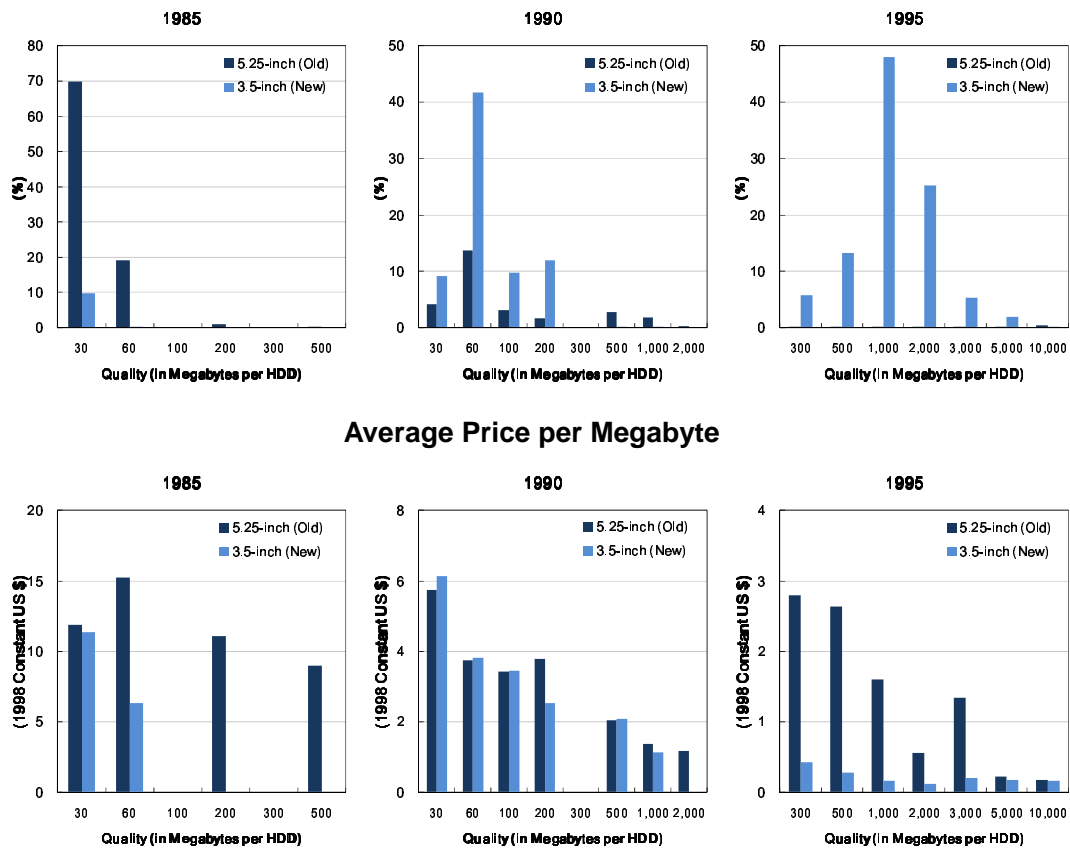 1985
80
70
60
50
40
30
20
10
0
(%)
5.25-inch (Old)
3.5-inch (New)
30 60 100 200 300 500
Quality (in Megabytes per HDD)
1990
50
40
30
20
10
0
(%)
5.25-inch (Old)
3.5-inch (New)
30 60 100 200 300 500 1,000 2,000
Quality (in Megabytes per HDD)
1995
50
40
30
20
10
0
(%)
5.25-inch (Old)
3.5-inch (New)
300 500 1,000 2,000 3,000 5,000 10,000
Quality (in Megabytes per HDD)
Average Price per Megabyte
1985
20
15
10
5
0
(1998 Constant US $)
5.25-inch (Old)
3.5-inch (New)
30 60 100 200 300 500
Quality (in Megabytes per HDD)
1990
8
6
4
2
0
(1998 Constant US $)
5.25-inch (Old)
3.5-inch (New)
30 60 100 200 300 500 1,000 2,000
Quality (in Megabytes per HDD)
1995
4
3
2
1
0
(1998 Constant US $)
5.25-inch (Old)
3.5-inch (New)
300 500 1,000 2,000 3,000 5,000 10,000
Quality (in Megabytes per HDD)